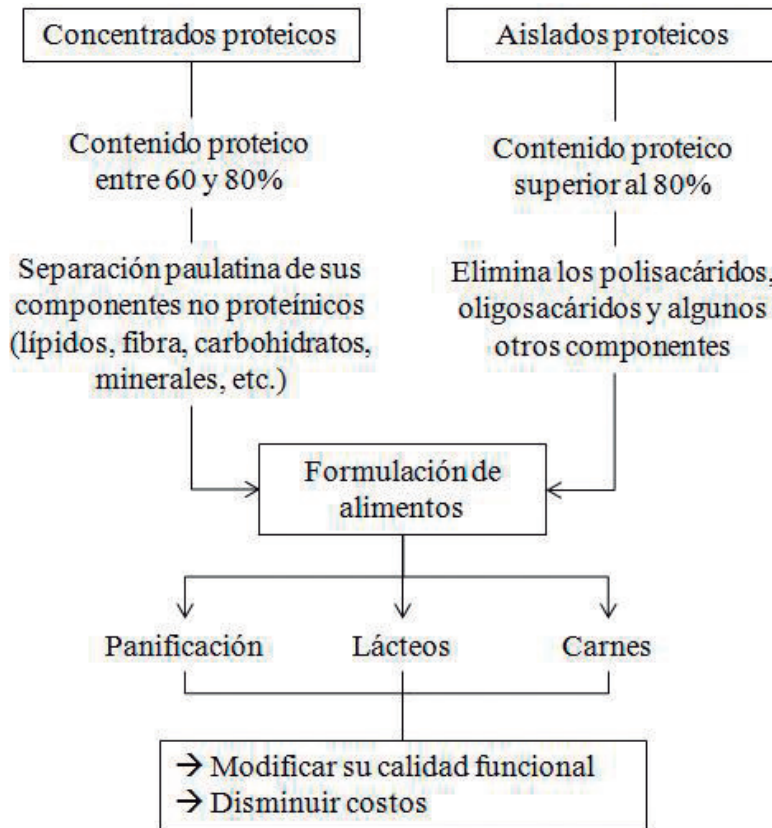 Concentrados proteicos
Aislados proteicos
Contenido proteico
entre 60 y 80%
Contenido proteico
superior al 80%
Separación paulatina de sus
componentes no proteínicos
(lípidos, fibra, carbohidratos,
minerales, etc.)
Elimina los polisacáridos,
oligosacáridos y algunos
otros componentes
Formulación de
alimentos
Panificación
Lácteos
Carnes
→ Modificar su calidad funcional
→ Disminuir costos